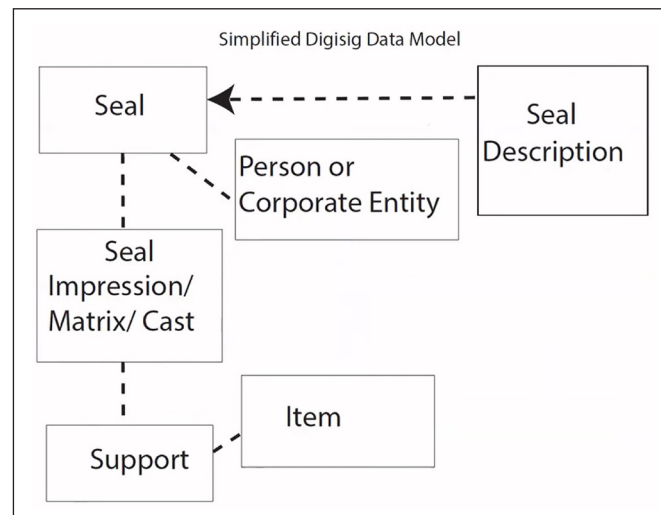 Simplified Digisig Data Model
Seal
Seal
Description
Person or
Corporate Entity
Seal
Impression/
Matrix/ Cast
Item
Support